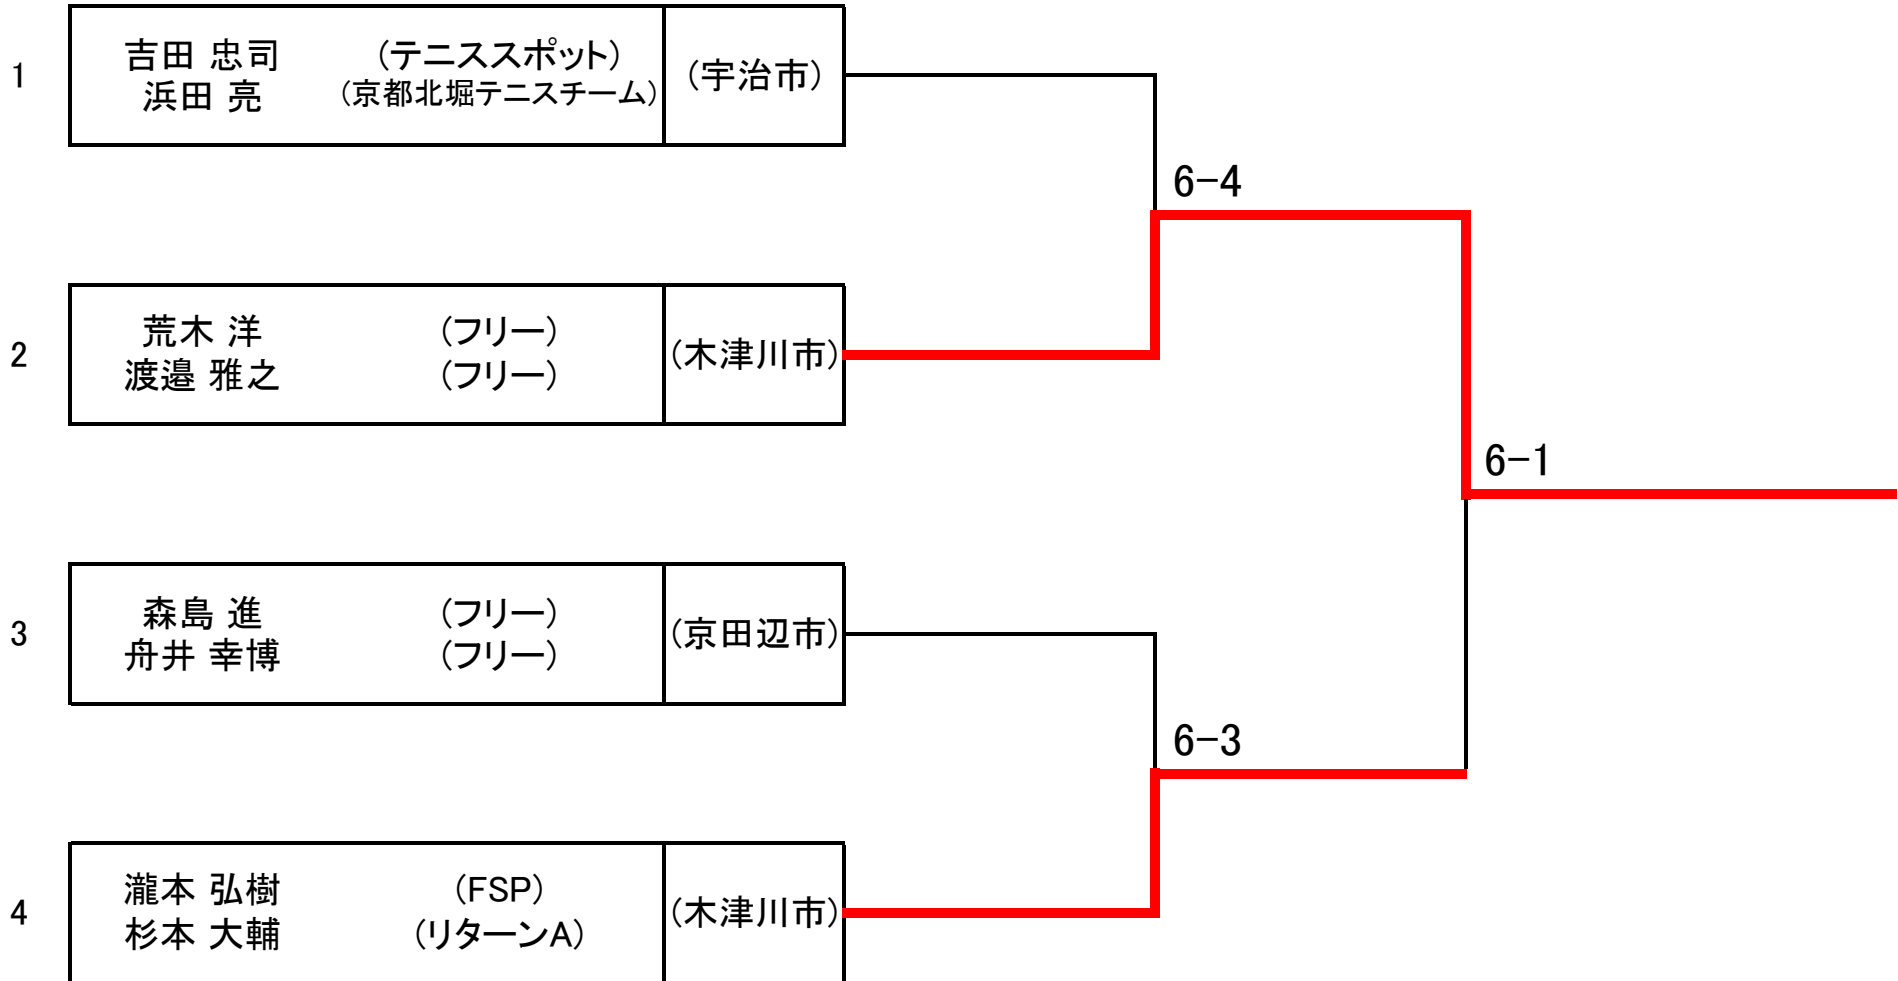 1 吉田 忠司 (テニススポット) (宇治市)
浜田 亮 (京都北堀テニスチーム)
6-4
2 荒木 洋 (フリー) (木津川市)
渡邉 雅之 (フリー)
6-1
3 森島 進 (フリー) (京田辺市)
舟井 幸博 (フリー)
6-3
4 瀧本 弘樹 (FSP) (木津川市)
杉本 大輔 (リターンA)